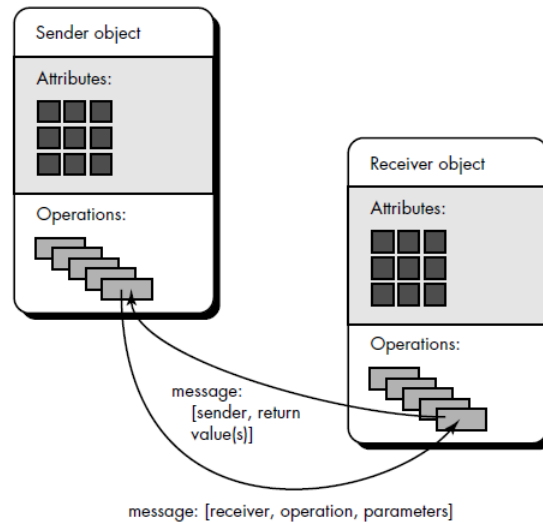 Sender object
Attributes:
Operations:
Receiver object
Attributes:
Operations:
message:
[sender, return
value(s)]
message: [receiver, operation, parameters]